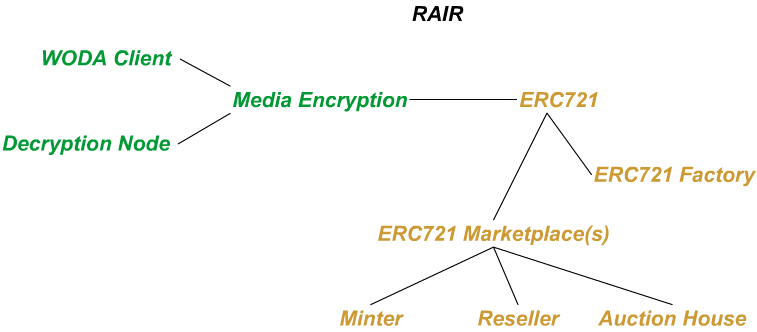 RAIR
WODA Client
Media Encryption
ERC721
Decryption Node
ERC721 Factory
ERC721 Marketplace(s)
Minter
Reseller
Auction House